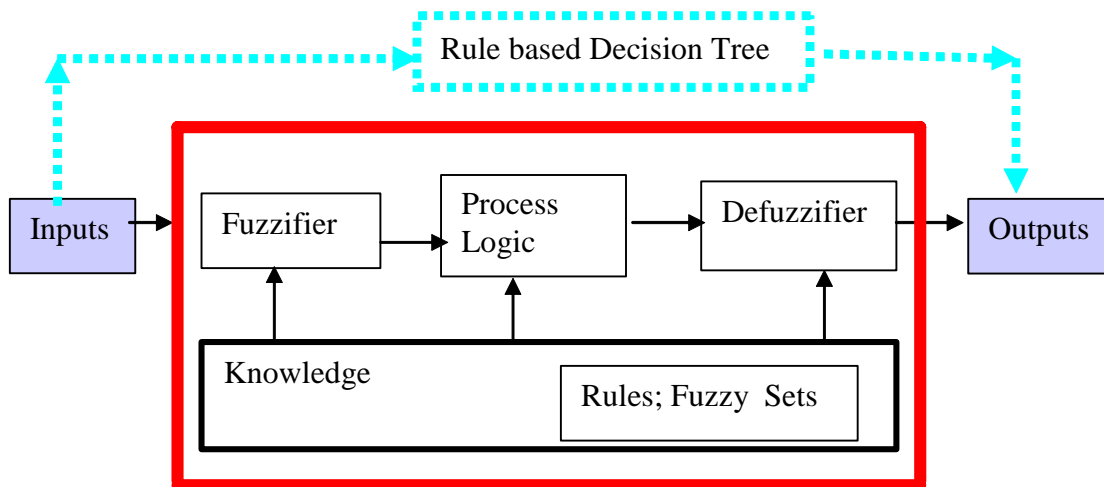 Rule based Decision Tree
Inputs
Fuzzifier
Process
Logic
Defuzzifier
Outputs
Knowledge
Rules; Fuzzy Sets